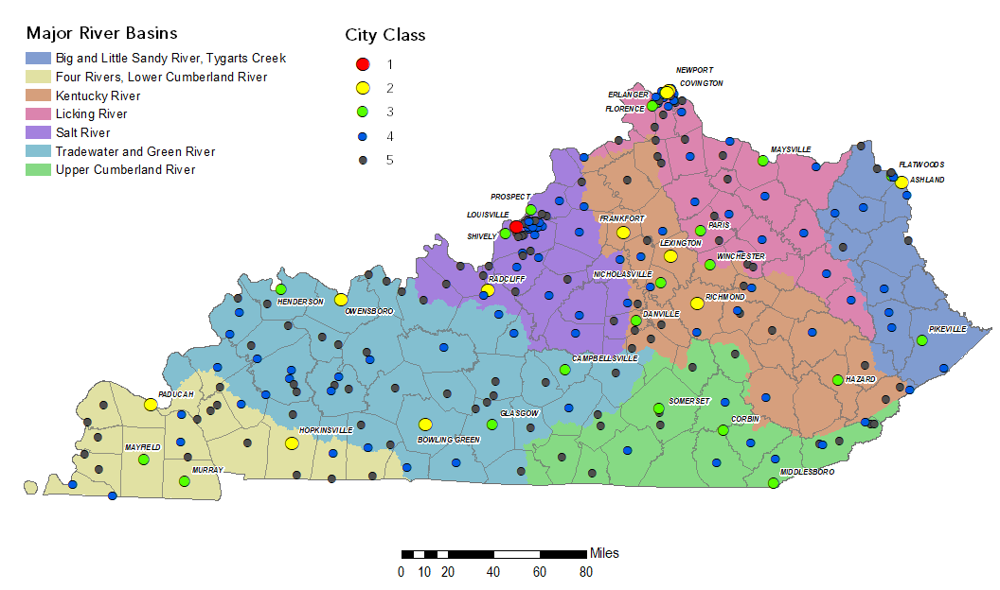 Major River Basins
Big and Little Sandy River, Tygarts Creek
Four Rivers, Lower Cumberland River
Kentucky River
Licking River
Salt River
Tradewater and Green River
Upper Cumberland River
City Class
1
2
3
4
5
NEWPORT
COVINGTON
ERLANGER
FLORENCE
MAYSVILLE
FLATWOODS
ASHLAND
PROSPECT
LOUISVILLE
SHIVELY
FRANKFORT
PARIS
LEXINGTON
WINCHESTER
NICHOLASVILLE
RADCLIFF
RICHMOND
HENDERSON
OWENSBORO
DANVILLE
PIKEVILLE
CAMPBELLSVILLE
HAZARD
PADUCAH
SOMERSET
GLASGOW
CORBIN
HOPKINSVILLE
BOWLING GREEN
MAYFIELD
MURRAY
MIDDLESBORO
Miles
0 10 20 40 60 80